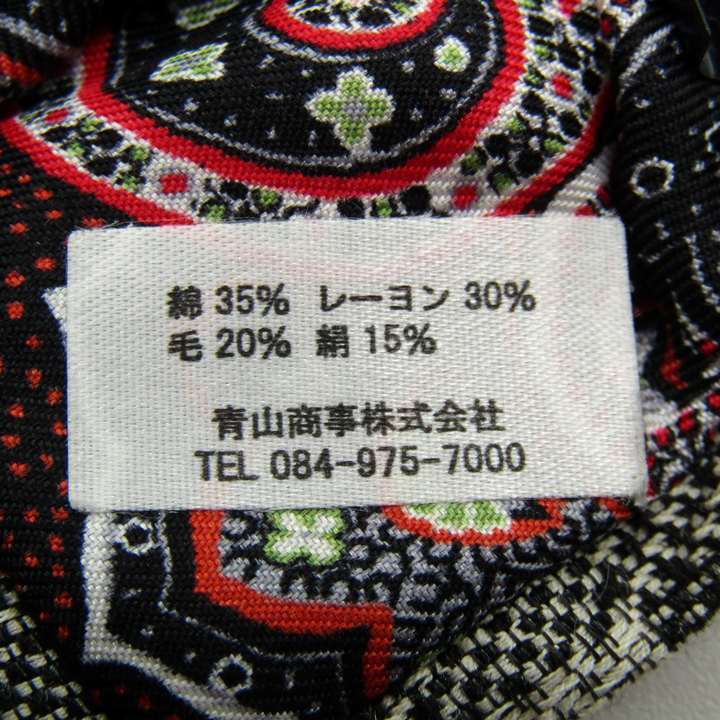 綿 35% レーヨン 30%
毛 20% 絹 15%
青山商事株式会社
TEL 084-975-7000